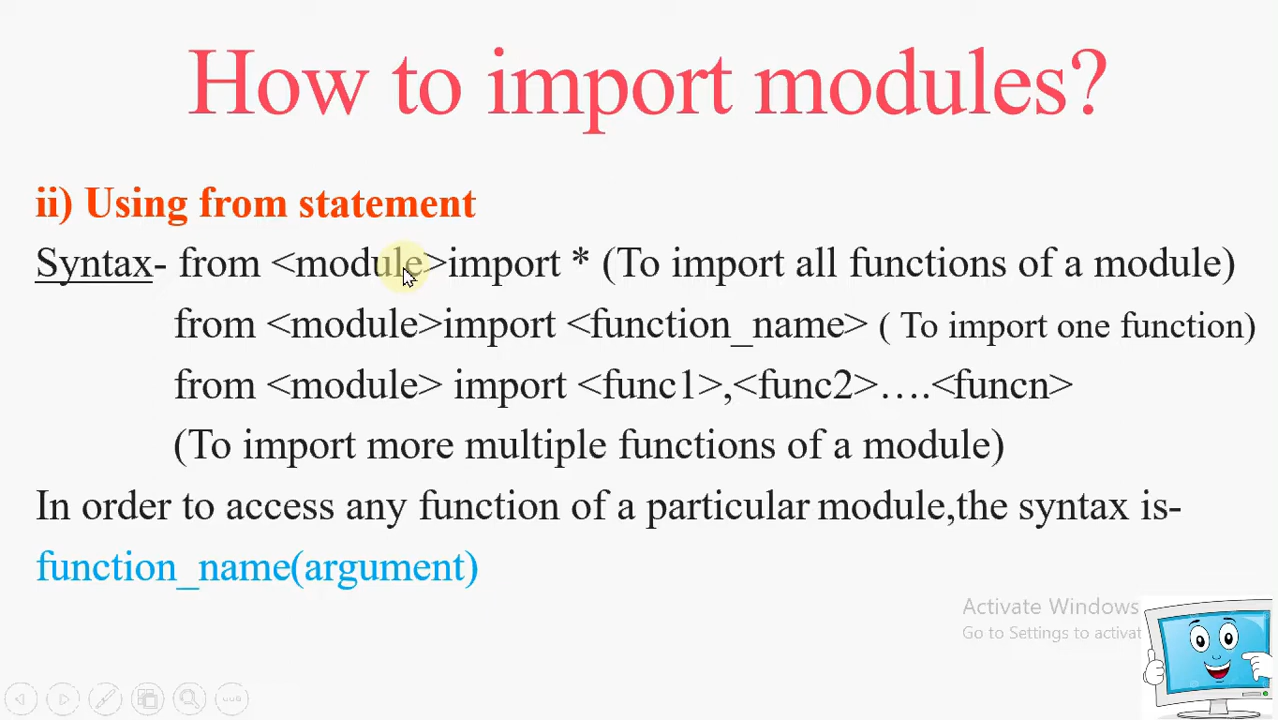 How to import modules?
ii) Using from statement
Syntax- from <module>import * (To import all functions of a module)
from <module>import <function_name> ( To import one function)
from <module> import <func1>,<func2>….<funcn>
(To import more multiple functions of a module)
In order to access any function of a particular module,the syntax is-
function_name(argument)
Activate Windows
Go to Settings to activat